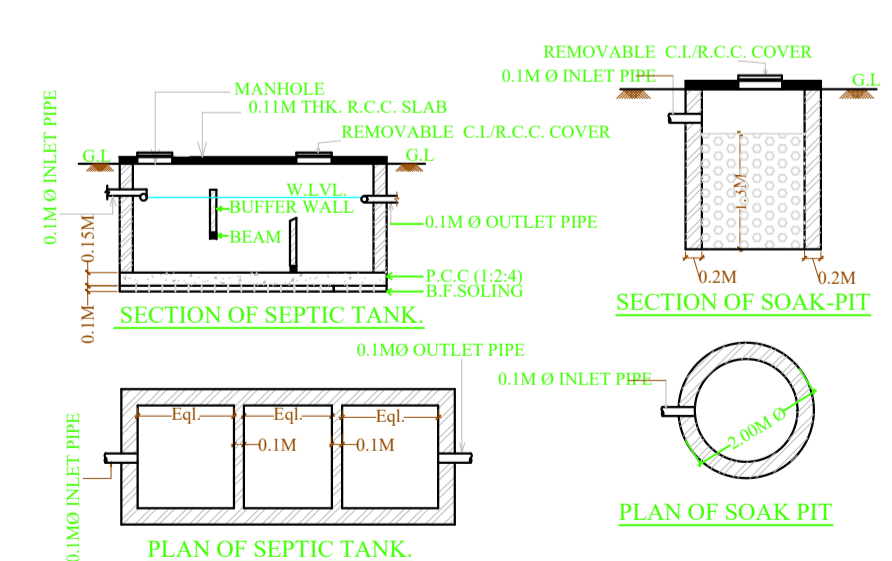 REMOVABLE C.I./R.C.C. COVER
0.1M Ø INLET PIPE
G.L
MANHOLE
0.11M THK. R.C.C. SLAB
REMOVABLE C.I./R.C.C. COVER
G.L
G.L
0.1M Ø INLET PIPE
W.LVL.
BUFFER WALL
0.1M Ø OUTLET PIPE
BEAM
0.15M
P.C.C (1:2:4)
B.F.SOLING
0.1M
SECTION OF SEPTIC TANK.
1.3M
0.2M
0.2M
SECTION OF SOAK-PIT
0.1MØ OUTLET PIPE
Eql.
Eql.
Eql.
0.1M
0.1M
0.1MØ INLET PIPE
PLAN OF SEPTIC TANK.
0.1M Ø INLET PIPE
2.00M Ø
PLAN OF SOAK PIT